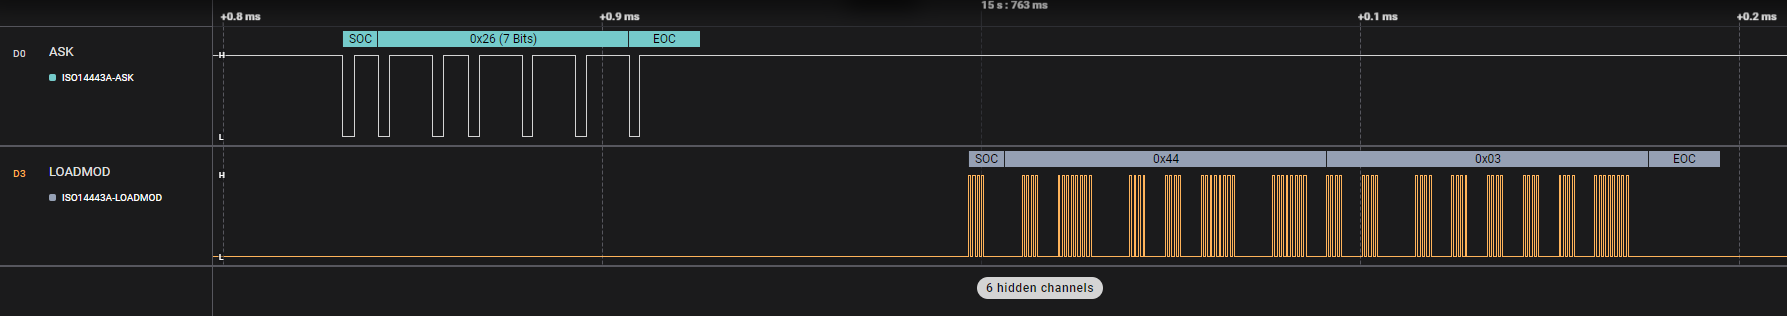 15 s : 763 ms
+0.8 ms +0.9 ms +0.1 ms +0.2 ms
SOC 0x26 (7 Bits) EOC
D0 ASK H
ISO14443A-ASK
L
SOC 0x44 0x03 EOC
D3 LOADMOD H
ISO14443A-LOADMOD
L
6 hidden channels